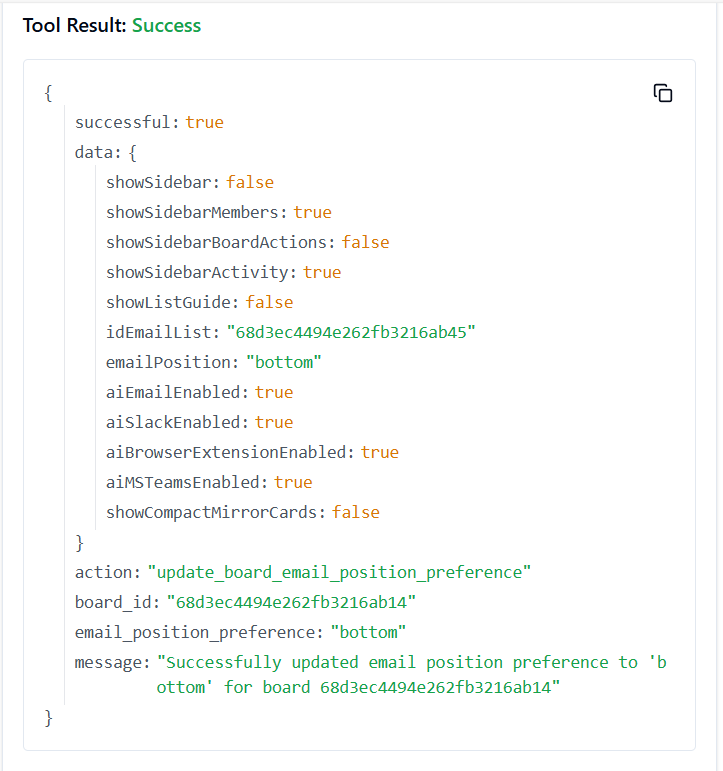 Tool Result: Success
{
successful: true
data: {
showSidebar: false
showSidebarMembers: true
showSidebarBoardActions: false
showSidebarActivity: true
showListGuide: false
idEmailList: "68d3ec4494e262fb3216ab45"
emailPosition: "bottom"
aiEmailEnabled: true
aiSlackEnabled: true
aiBrowserExtensionEnabled: true
aiMSTeamsEnabled: true
showCompactMirrorCards: false
}
action: "update_board_email_position_preference"
board_id: "68d3ec4494e262fb3216ab14"
email_position_preference: "bottom"
message: "Successfully updated email position preference to 'b
ottom' for board 68d3ec4494e262fb3216ab14"
}